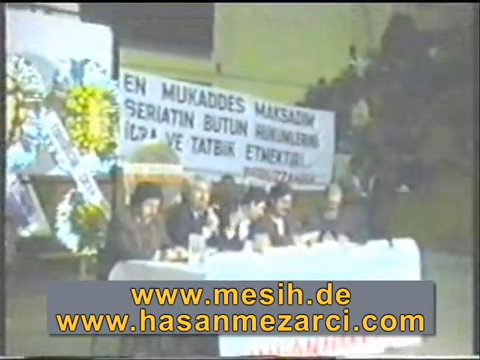 EN MUKADDES MAKSADIM
ŞERİATIN BÜTÜN HÜKÜMLERİNİ
İCRA VE TATBİK ETMEKTİR
www.mesih.de
www.hasanmezarci.com